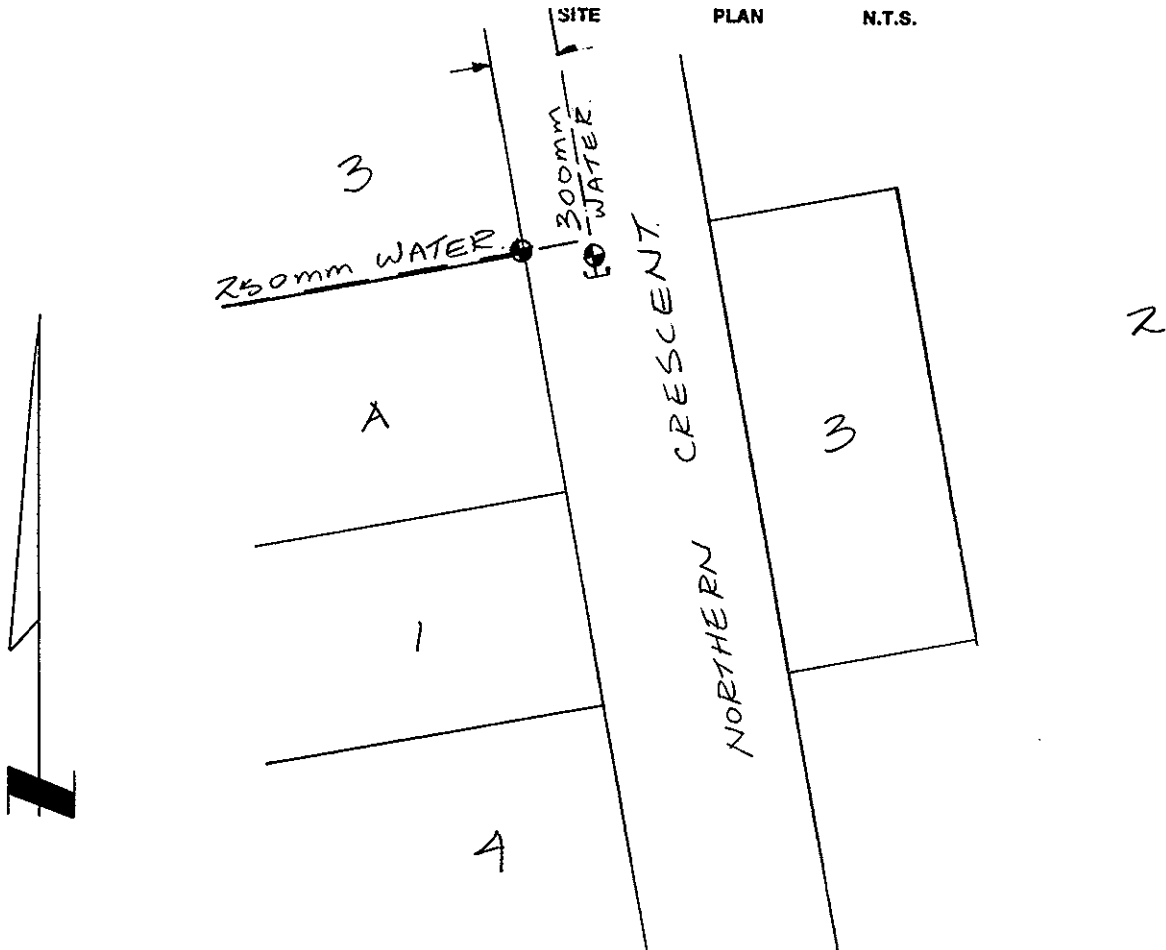 SITE PLAN N.T.S.
3
300mm
WATER.
250mm WATER.
NORTHERN CRESCENT.
2
A
3
1
4